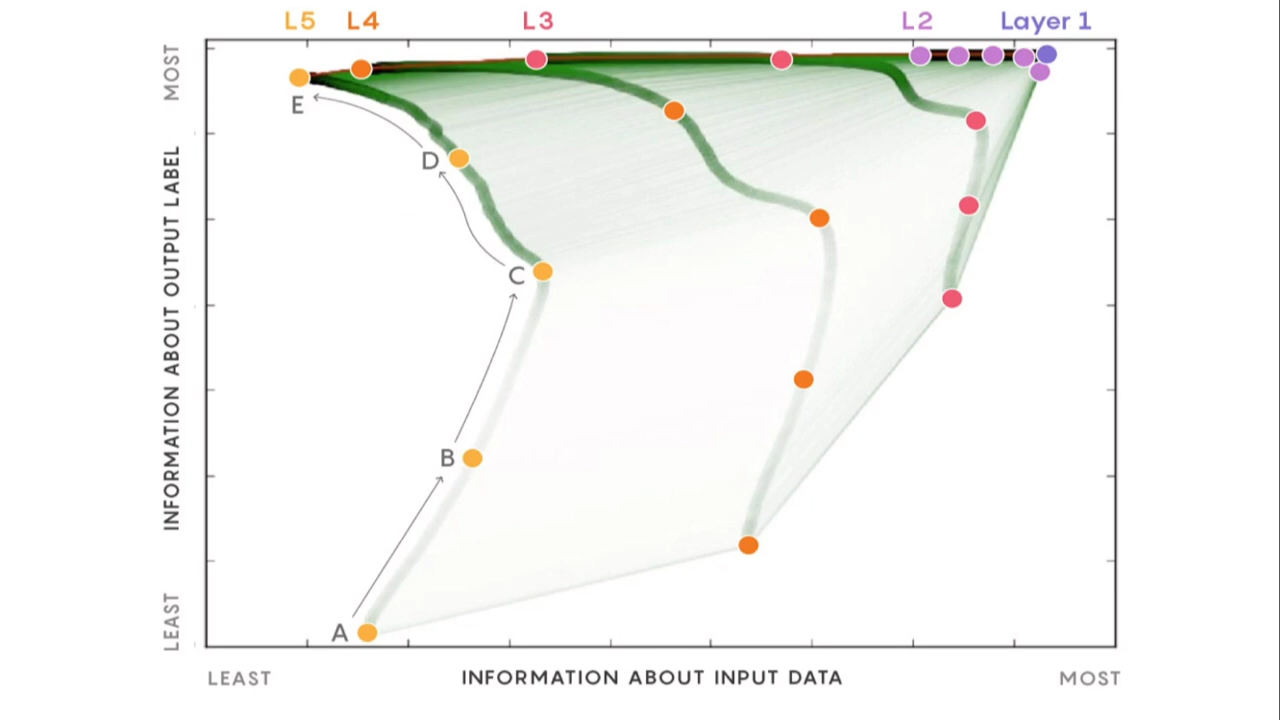 L5 L4 L3 L2 Layer 1
MOST
INFORMATION ABOUT OUTPUT LABEL
LEAST
E
D
C
B
A
LEAST INFORMATION ABOUT INPUT DATA MOST